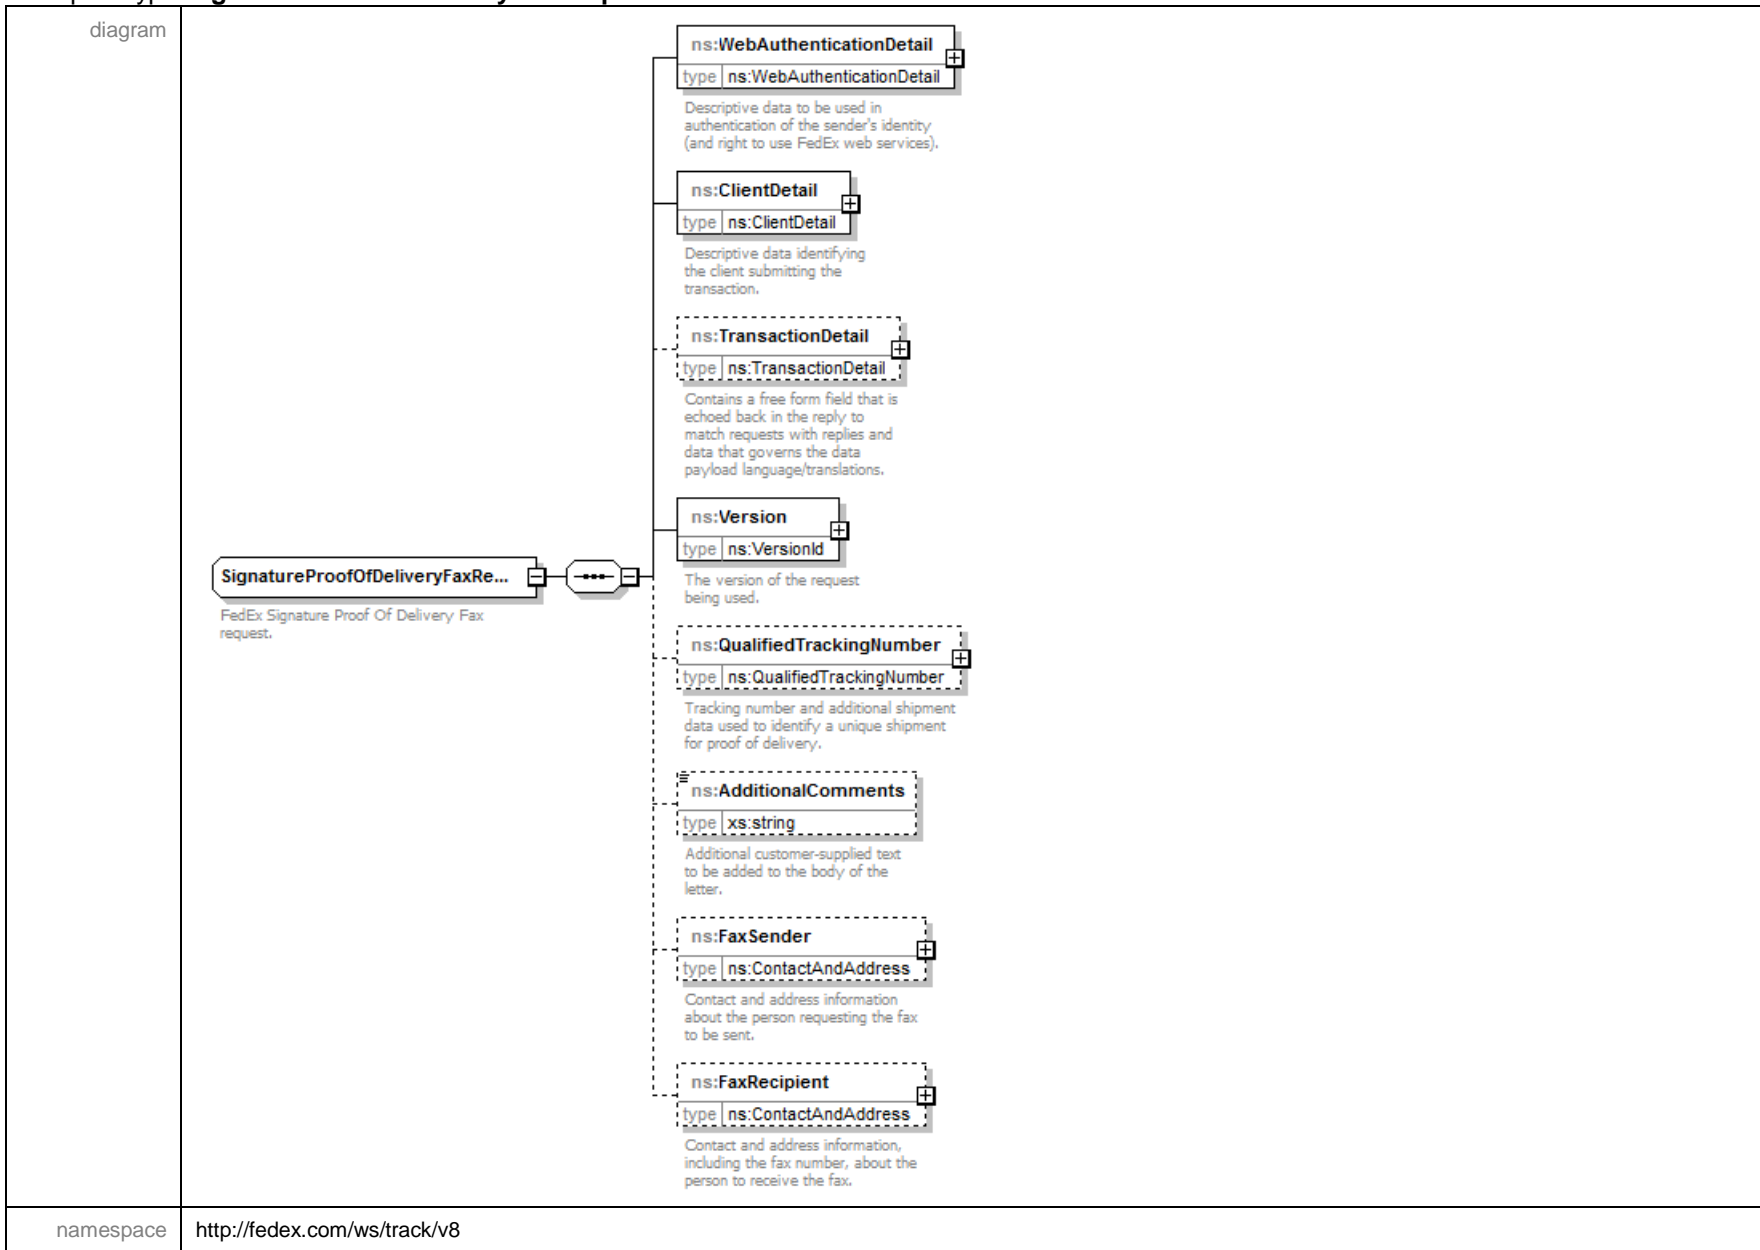 diagram
ns:WebAuthenticationDetail
type ns:WebAuthenticationDetail
Descriptive data to be used in
authentication of the sender's identity
(and right to use FedEx web services).
ns:ClientDetail
type ns:ClientDetail
Descriptive data identifying
the client submitting the
transaction.
ns:TransactionDetail
type ns:TransactionDetail
Contains a free form field that is
echoed back in the reply to
match requests with replies and
data that governs the data
payload language/translations.
ns:Version
type ns:VersionId
The version of the request
being used.
SignatureProofOfDeliveryFaxRe...
FedEx Signature Proof Of Delivery Fax
request.
ns:QualifiedTrackingNumber
type ns:QualifiedTrackingNumber
Tracking number and additional shipment
data used to identify a unique shipment
for proof of delivery.
ns:AdditionalComments
type xs:string
Additional customer-supplied text
to be added to the body of the
letter.
ns:FaxSender
type ns:ContactAndAddress
Contact and address information
about the person requesting the fax
to be sent.
ns:FaxRecipient
type ns:ContactAndAddress
Contact and address information,
including the fax number, about the
person to receive the fax.
namespace http://fedex.com/ws/track/v8